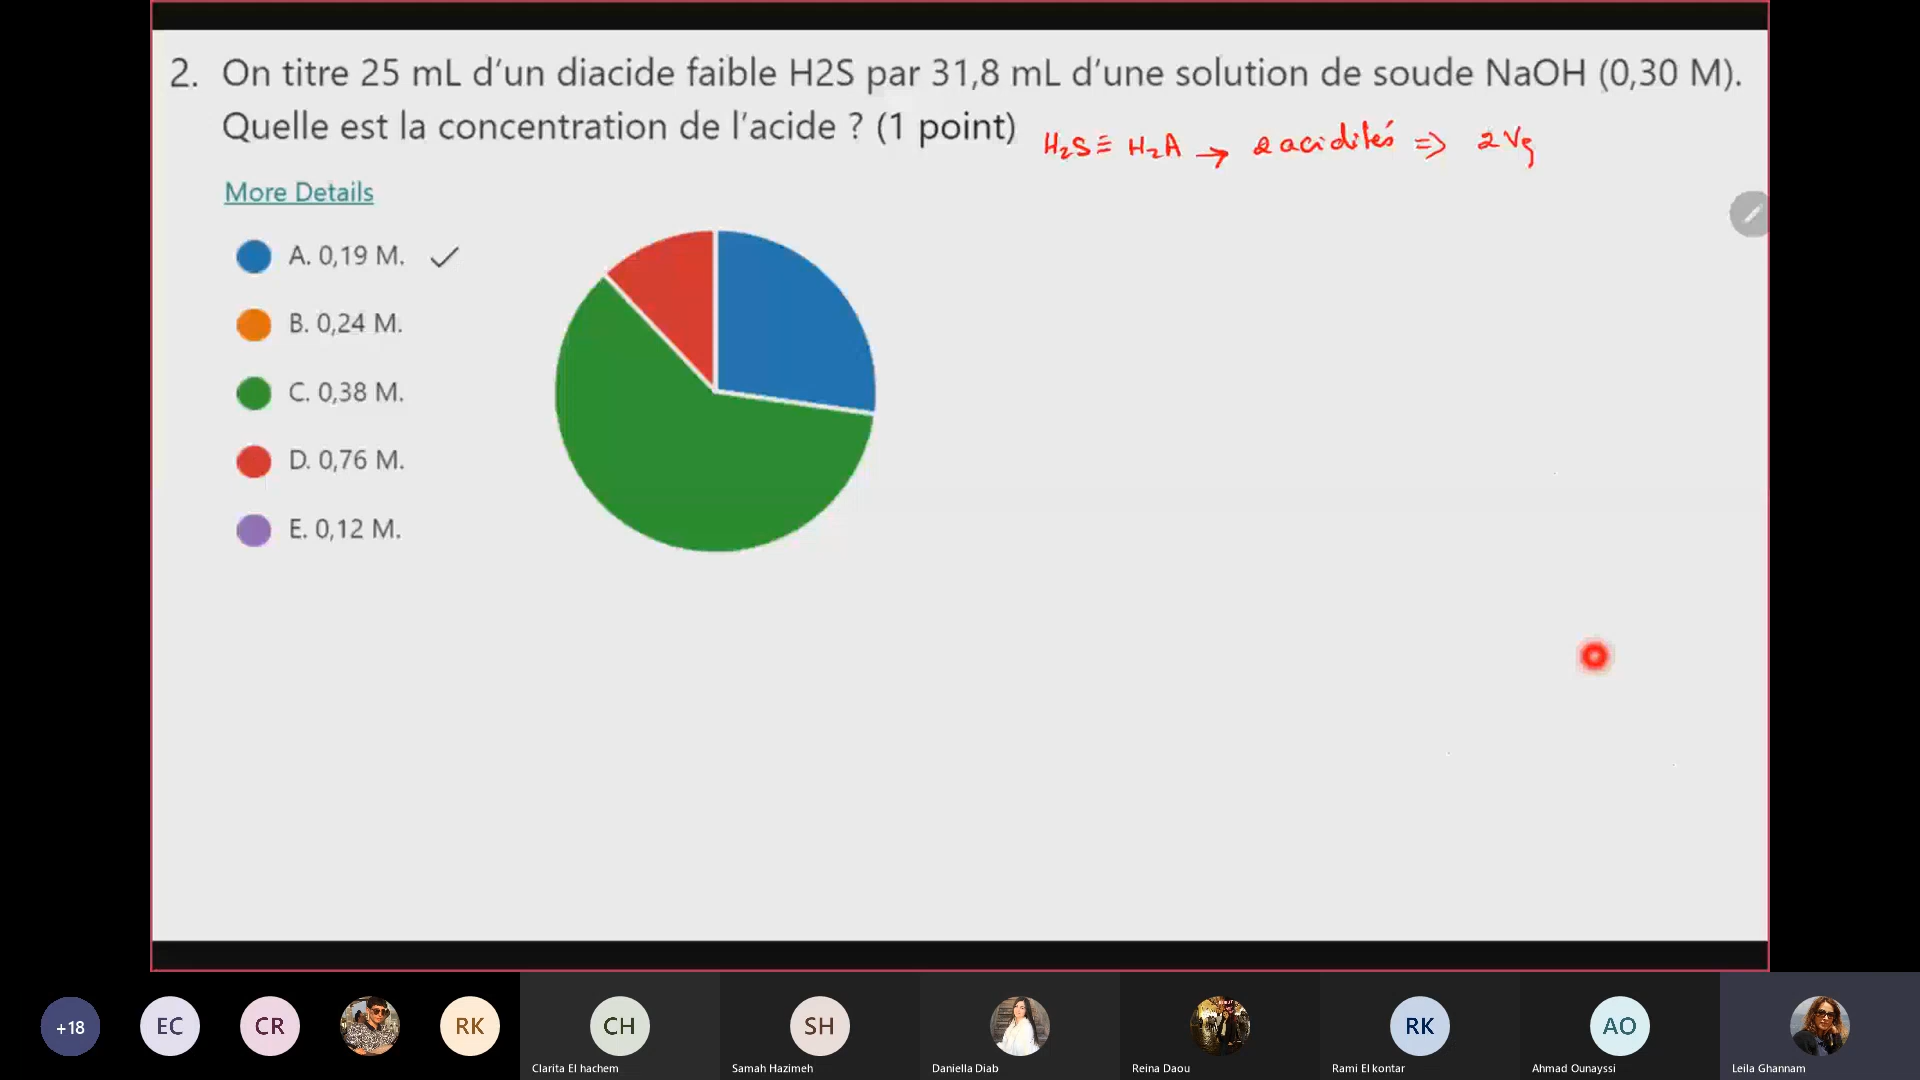 2. On titre 25 mL d'un diacide faible H2S par 31,8 mL d'une solution de soude NaOH (0,30 M).
Quelle est la concentration de l'acide ? (1 point)
H₂S ≡ H₂A → 2 acidités ⇒ 2 Vg
More Details
A. 0,19 M. ✓
B. 0,24 M.
C. 0,38 M.
D. 0,76 M.
E. 0,12 M.
+18 EC CR RK CH SH RK AO
Clarita El hachem Samah Hazimeh Daniella Diab Reina Daou Rami El kontar Ahmad Ounayssi Leila Ghannam